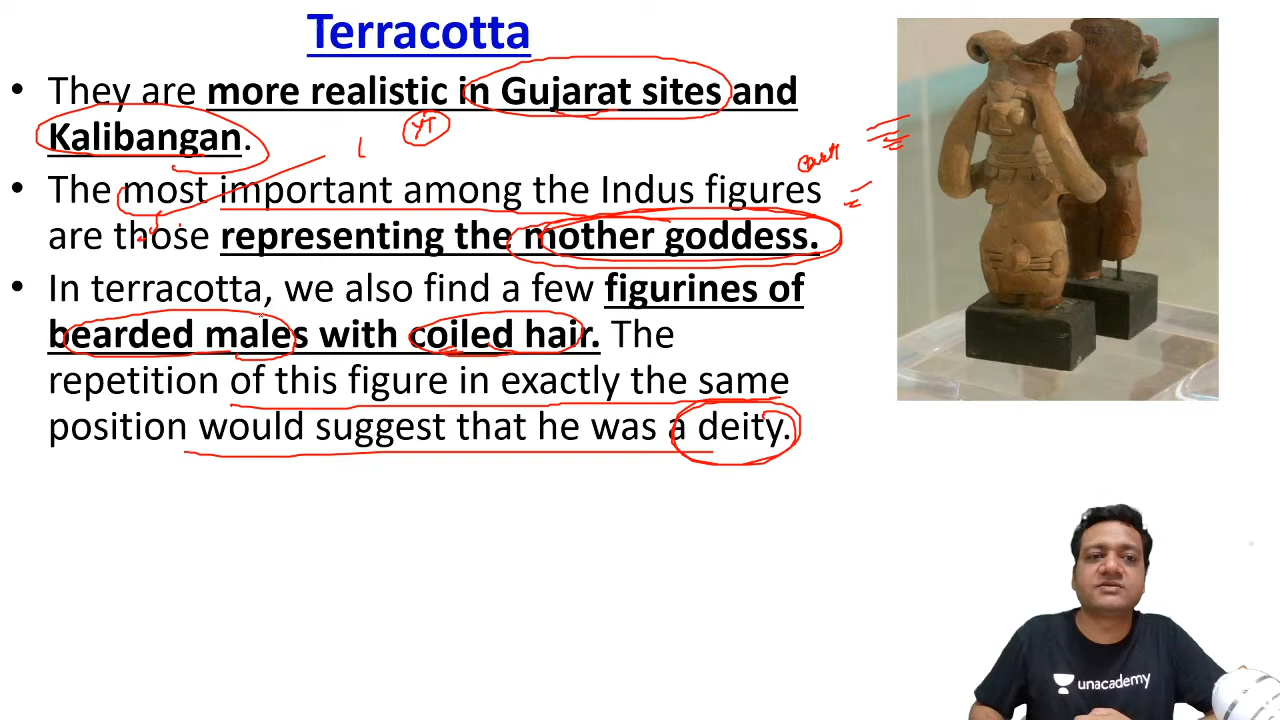 Terracotta
• They are more realistic in Gujarat sites and
Kalibangan.
• The most important among the Indus figures
are those representing the mother goddess.
• In terracotta, we also find a few figurines of
bearded males with coiled hair. The
repetition of this figure in exactly the same
position would suggest that he was a deity.
unacademy